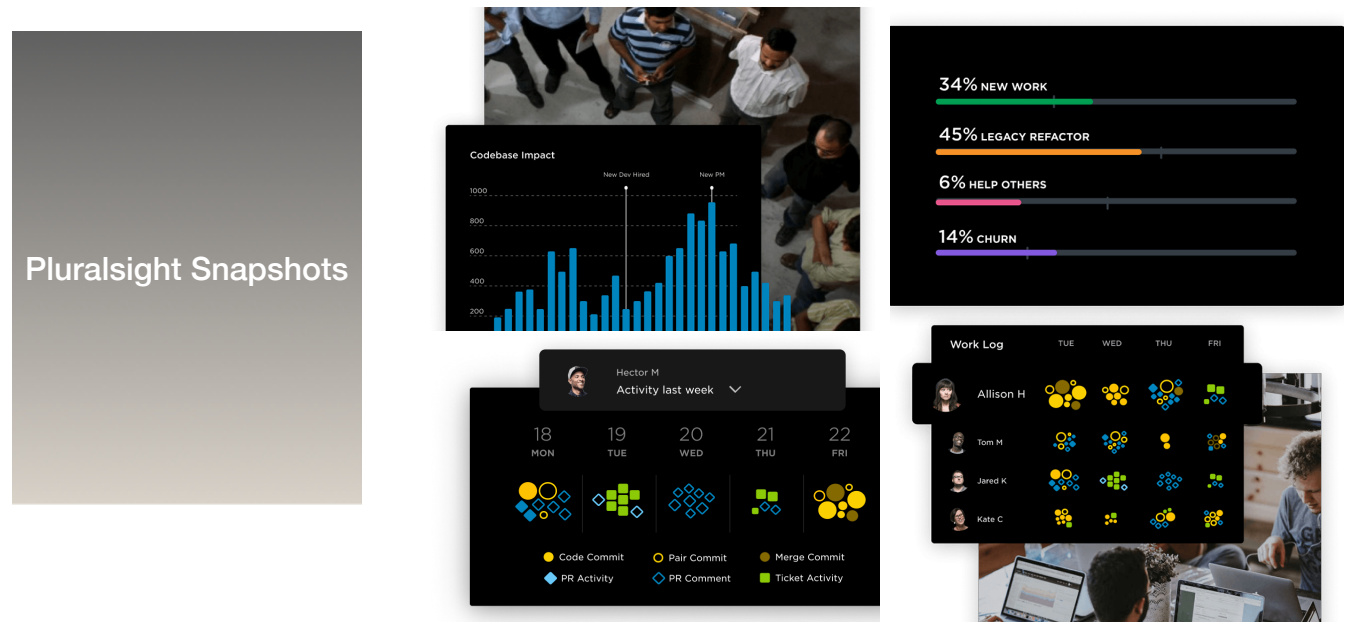 Pluralsight Snapshots
Codebase Impact
New Dev Hired New PM
1000
800
600
400
200
34% NEW WORK
45% LEGACY REFACTOR
6% HELP OTHERS
14% CHURN
Hector M
Activity last week
18 19 20 21 22
MON TUE WED THU FRI
Code Commit Pair Commit Merge Commit
PR Activity PR Comment Ticket Activity
Work Log TUE WED THU FRI
Allison H
Tom M
Jared K
Kate C